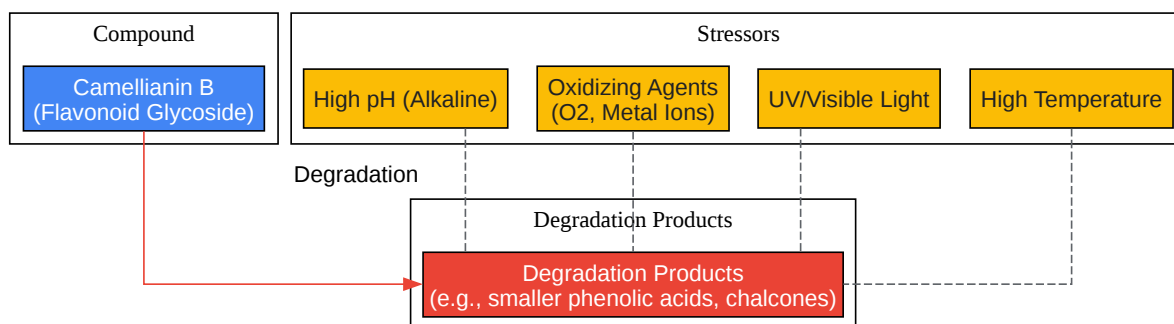 Compound
Camellianin B
(Flavonoid Glycoside)
Stressors
High pH (Alkaline)
Oxidizing Agents
(O2, Metal Ions)
UV/Visible Light
High Temperature
Degradation
Degradation Products
Degradation Products
(e.g., smaller phenolic acids, chalcones)